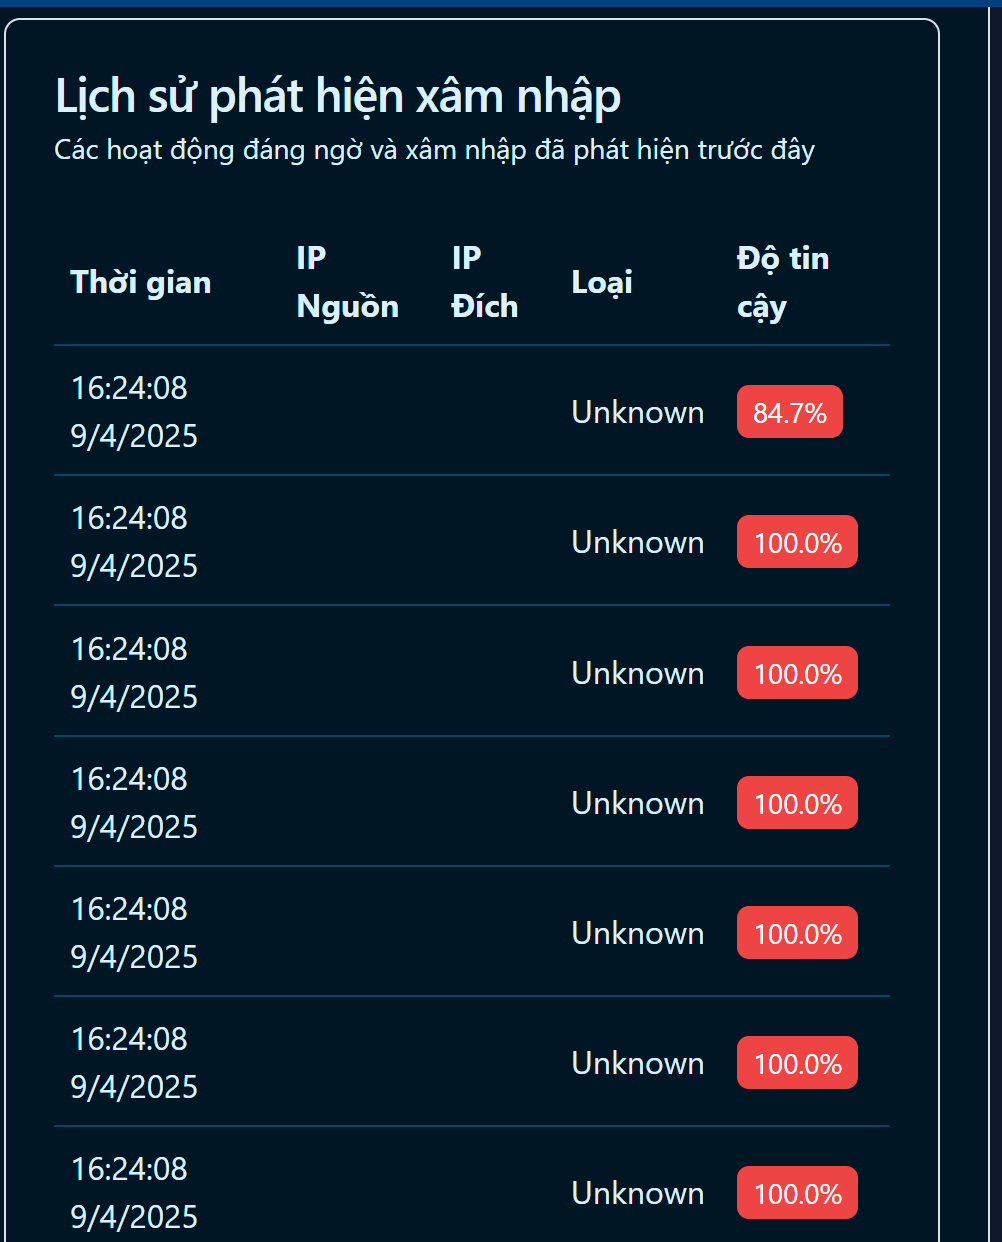 Lịch sử phát hiện xâm nhập
Các hoạt động đáng ngờ và xâm nhập đã phát hiện trước đây
Thời gian
IP
Nguồn
IP
Đích
Loại
Độ tin
cậy
16:24:08
9/4/2025
Unknown
84.7%
16:24:08
9/4/2025
Unknown
100.0%
16:24:08
9/4/2025
Unknown
100.0%
16:24:08
9/4/2025
Unknown
100.0%
16:24:08
9/4/2025
Unknown
100.0%
16:24:08
9/4/2025
Unknown
100.0%
16:24:08
9/4/2025
Unknown
100.0%